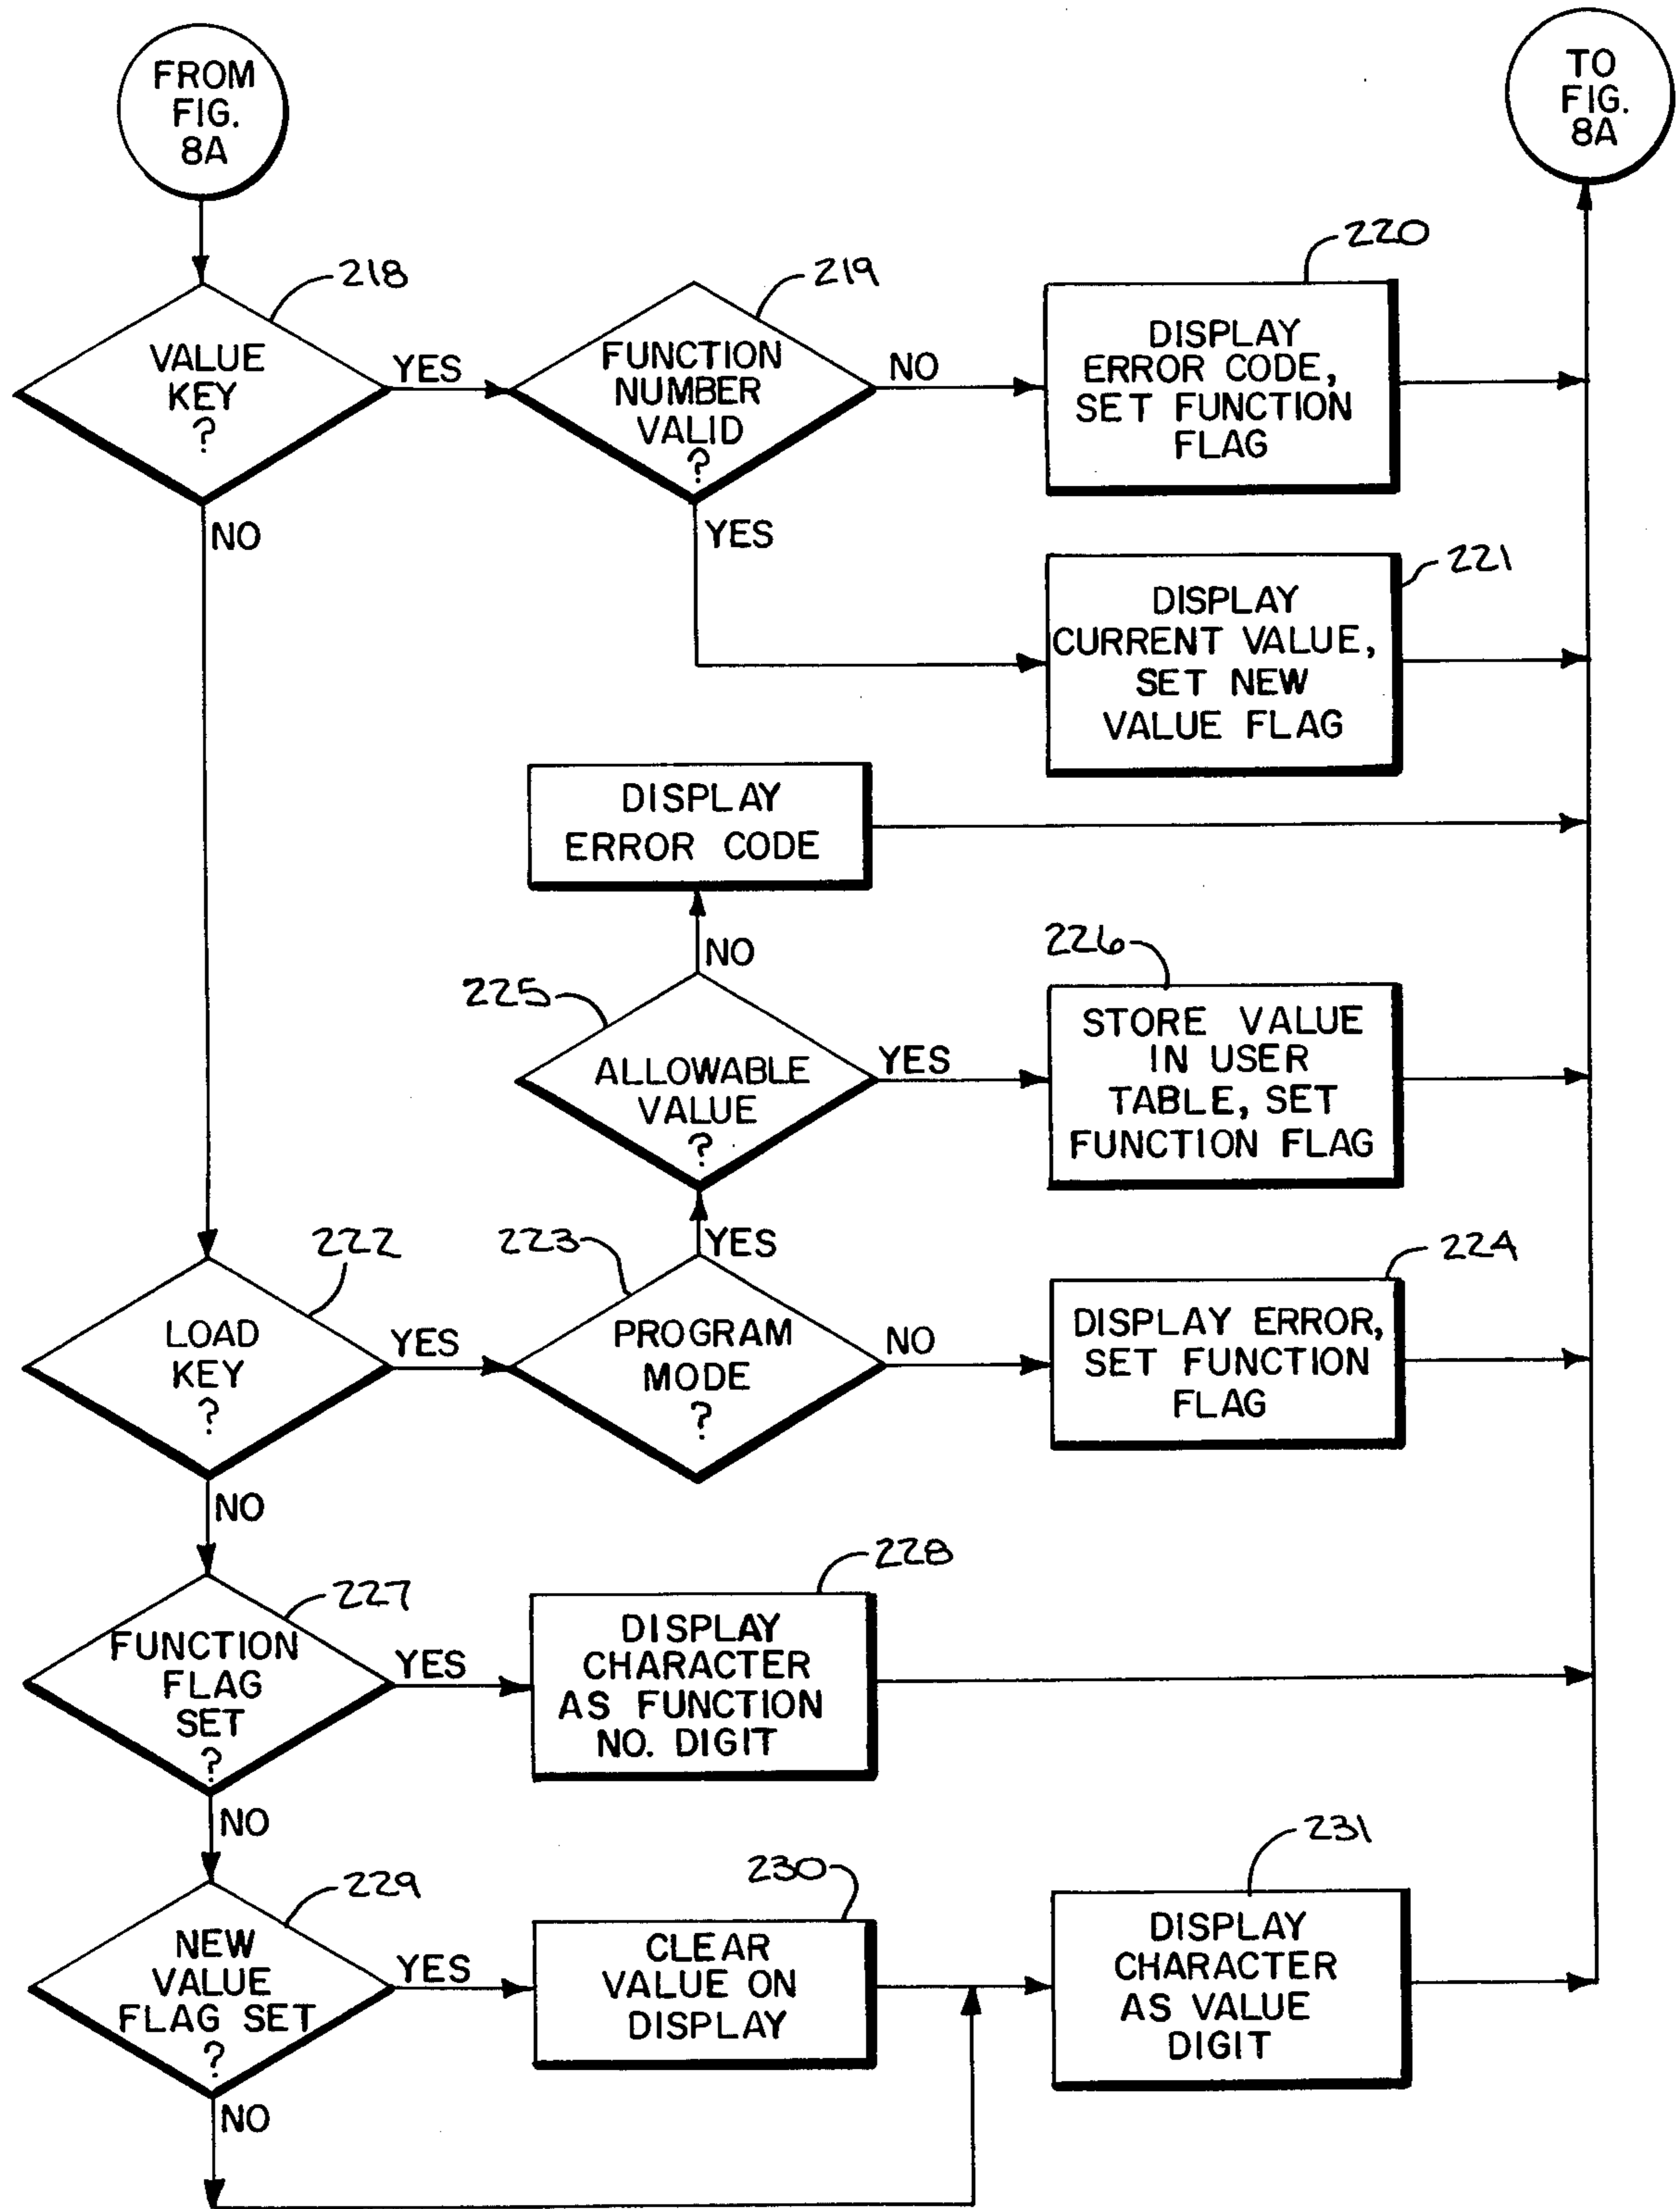 FROM
FIG.
8A
TO
FIG.
8A
218
VALUE
KEY
?
YES
NO
219
FUNCTION
NUMBER
VALID
?
NO
YES
220
DISPLAY
ERROR CODE,
SET FUNCTION
FLAG
221
DISPLAY
CURRENT VALUE,
SET NEW
VALUE FLAG
DISPLAY
ERROR CODE
NO
225
ALLOWABLE
VALUE
?
YES
226
STORE VALUE
IN USER
TABLE, SET
FUNCTION FLAG
222
LOAD
KEY
?
YES
NO
223
YES
PROGRAM
MODE
?
NO
224
DISPLAY ERROR,
SET FUNCTION
FLAG
227
FUNCTION
FLAG
SET
?
YES
NO
228
DISPLAY
CHARACTER
AS FUNCTION
NO. DIGIT
229
NEW
VALUE
FLAG SET
?
YES
NO
230
CLEAR
VALUE ON
DISPLAY
231
DISPLAY
CHARACTER
AS VALUE
DIGIT